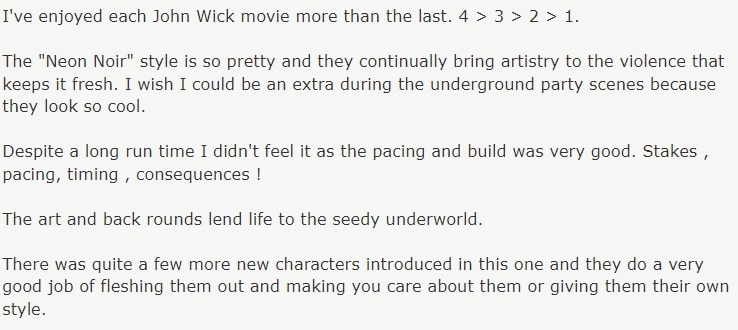 I've enjoyed each John Wick movie more than the last. 4 > 3 > 2 > 1.
The "Neon Noir" style is so pretty and they continually bring artistry to the violence that
keeps it fresh. I wish I could be an extra during the underground party scenes because
they look so cool.
Despite a long run time I didn't feel it as the pacing and build was very good. Stakes ,
pacing, timing , consequences !
The art and back rounds lend life to the seedy underworld.
There was quite a few more new characters introduced in this one and they do a very
good job of fleshing them out and making you care about them or giving them their own
style.